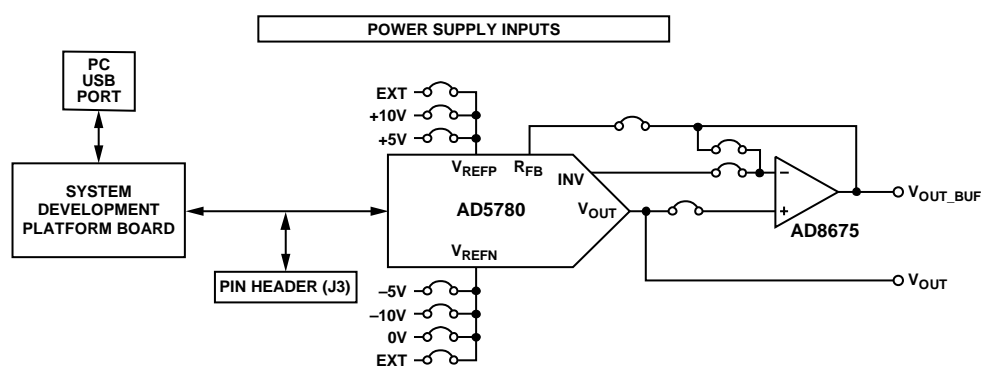 POWER SUPPLY INPUTS
PC
USB
PORT
EXT
+10V
+5V
VREFP
RFB
INV
SYSTEM
DEVELOPMENT
PLATFORM BOARD
AD5780
VOUT
VREFN
−
+
AD8675
VOUT_BUF
VOUT
PIN HEADER (J3)
–5V
–10V
0V
EXT